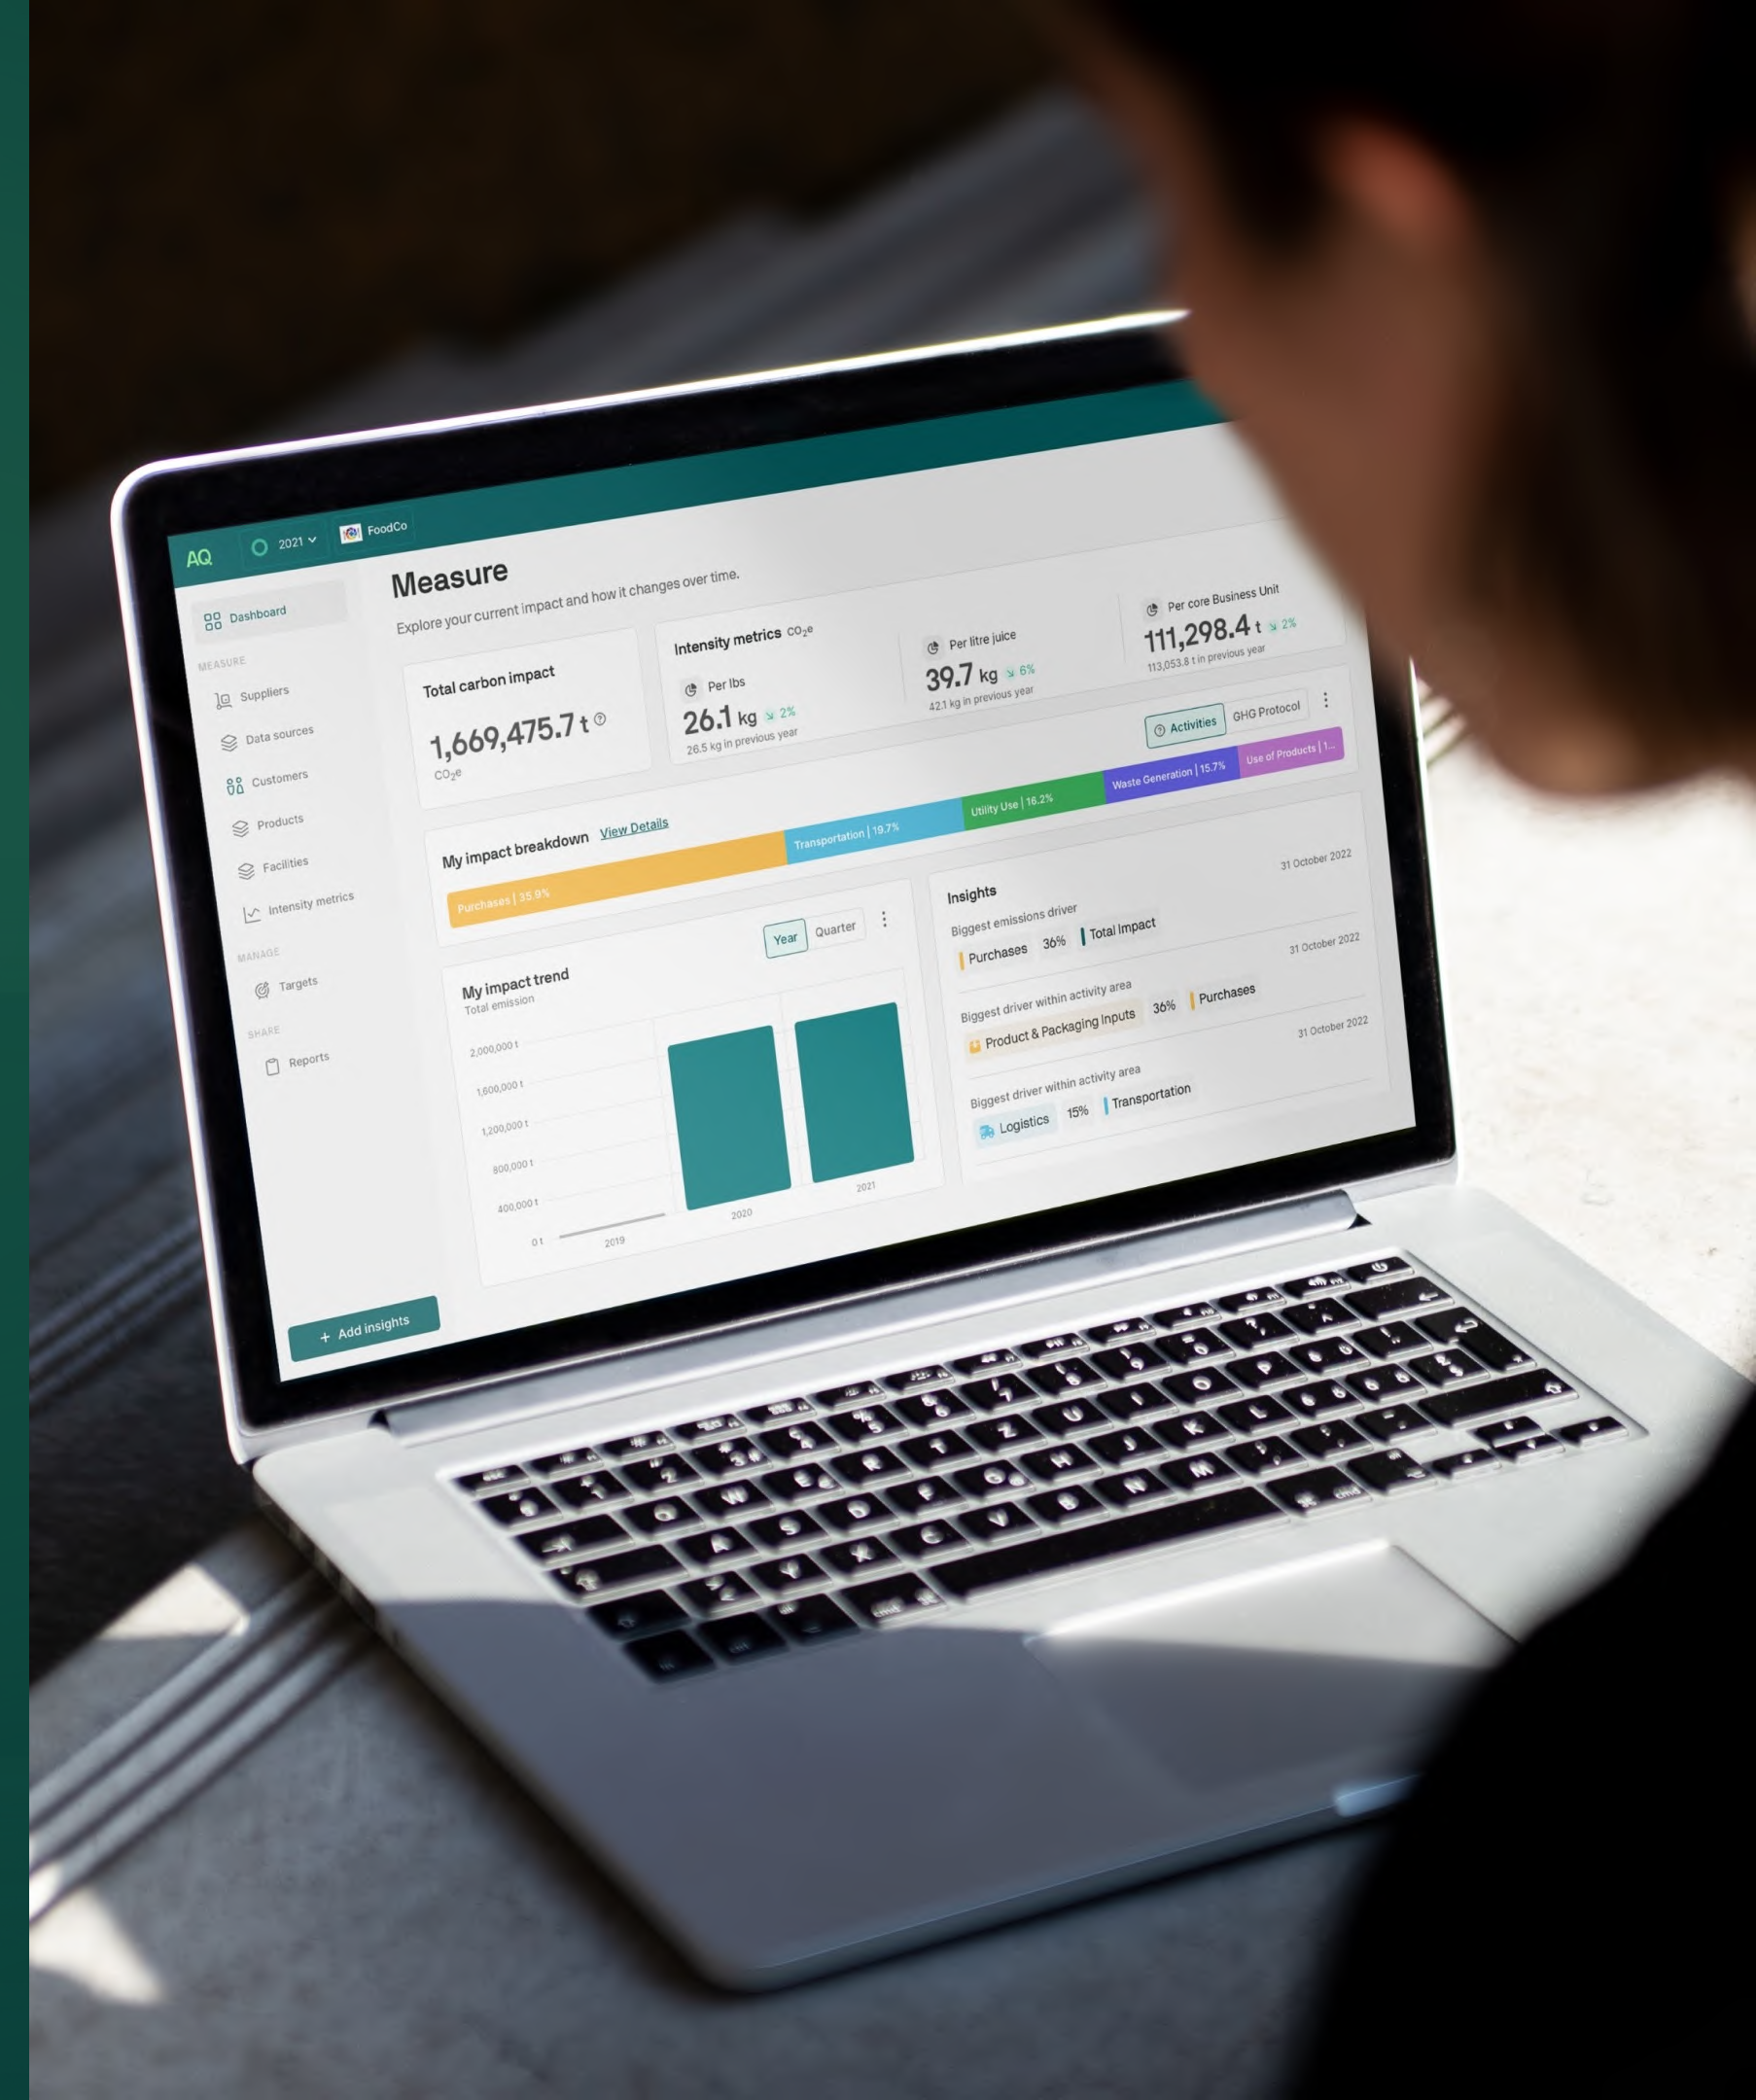 AQ
2021
FoodCo
Dashboard
MEASURE
Suppliers
Data sources
Customers
Products
Facilities
Intensity metrics
MANAGE
Targets
SHARE
Reports
+ Add insights
Measure
Explore your current impact and how it changes over time.
Total carbon impact
1,669,475.7 t
CO₂e
Intensity metrics CO₂e
Per lbs
26.1 kg 2%
26.5 kg in previous year
Per litre juice
39.7 kg 6%
42.1 kg in previous year
Per core Business Unit
111,298.4 t 2%
113,053.8 t in previous year
My impact breakdown View Details
Activities GHG Protocol
Purchases | 35.9%
Transportation | 19.7%
Utility Use | 16.2%
Waste Generation | 15.7%
Use of Products | 1...
My impact trend
Total emission
Year Quarter
2,000,000 t
1,600,000 t
1,200,000 t
800,000 t
400,000 t
0 t
2019
2020
2021
Insights
31 October 2022
Biggest emissions driver
Purchases 36% Total Impact
31 October 2022
Biggest driver within activity area
Product & Packaging Inputs 36% Purchases
31 October 2022
Biggest driver within activity area
Logistics 15% Transportation
Q W E R T Z U I O P
A S D F G H J K L
Y X C V B N M
cmd
cmd